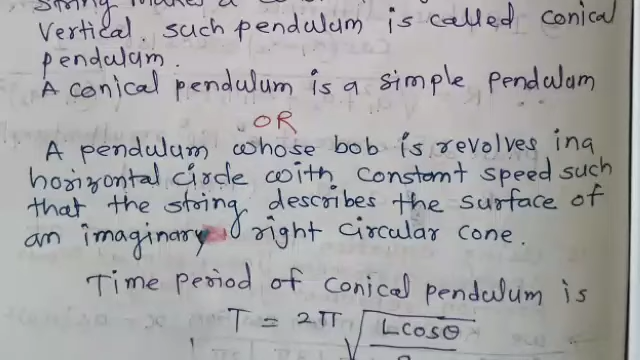 string makes a
vertical. such pendulum is called conical
pendulum.
A conical pendulum is a simple pendulum
OR
A pendulum whose bob is revolves in a
horizontal circle with constant speed such
that the string describes the surface of
an imaginary right circular cone.
Time period of conical pendulum is
T = 2π √Lcosθ